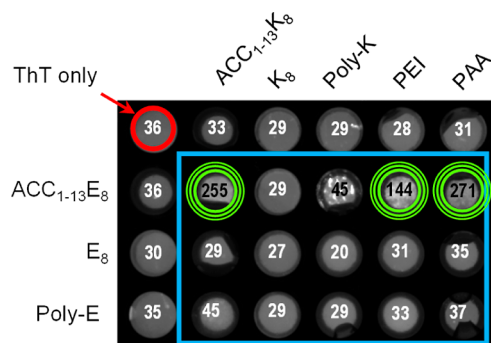 ACC₁₋₁₃K₈ K₈ Poly-K PEI PAA
ThT only
36 33 29 29 28 31
ACC₁₋₁₃E₈ 36 255 29 45 144 271
E₈ 30 29 27 20 31 35
Poly-E 35 45 29 29 33 37